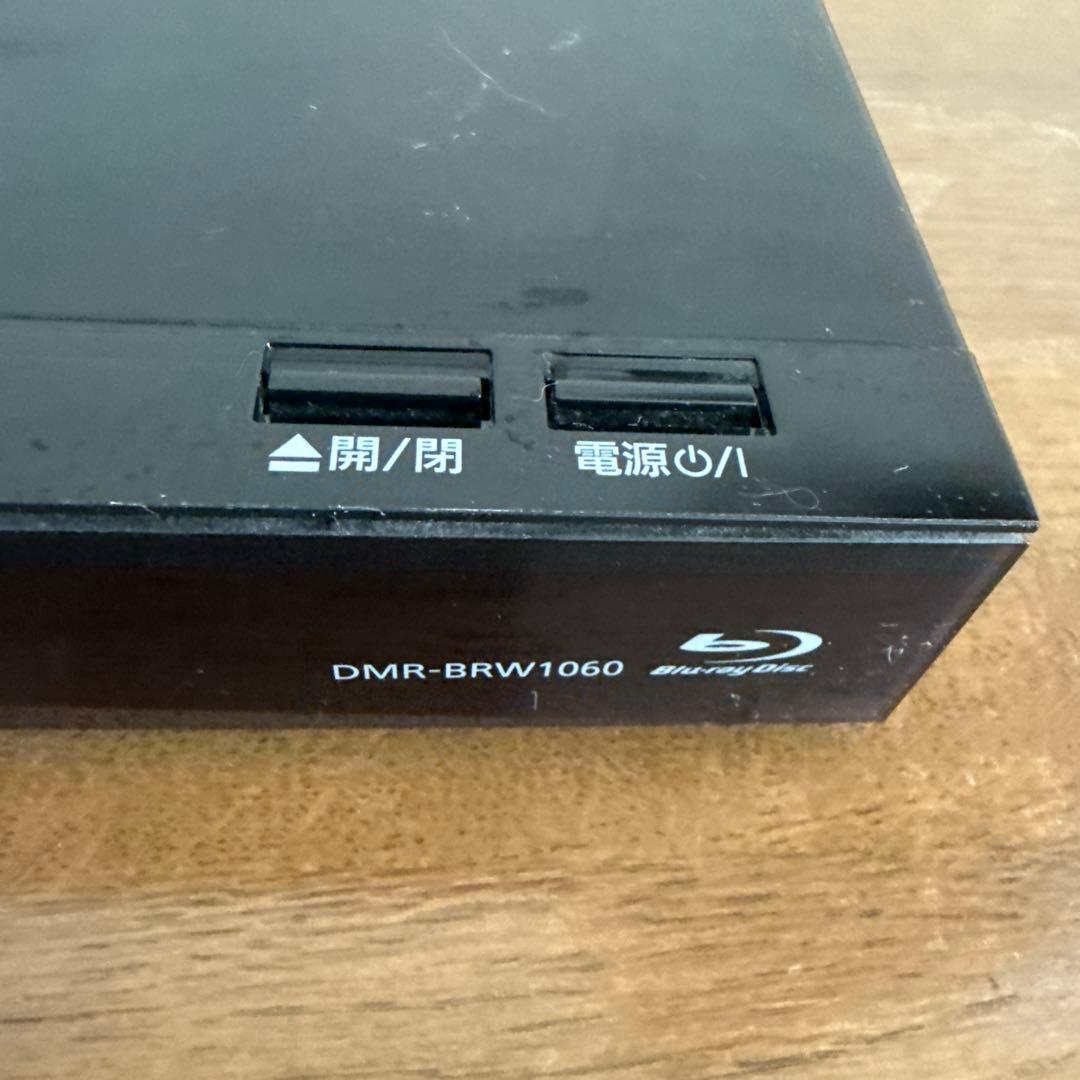 ⏏開/閉
電源⏻/I
DMR-BRW1060
Blu-ray Disc